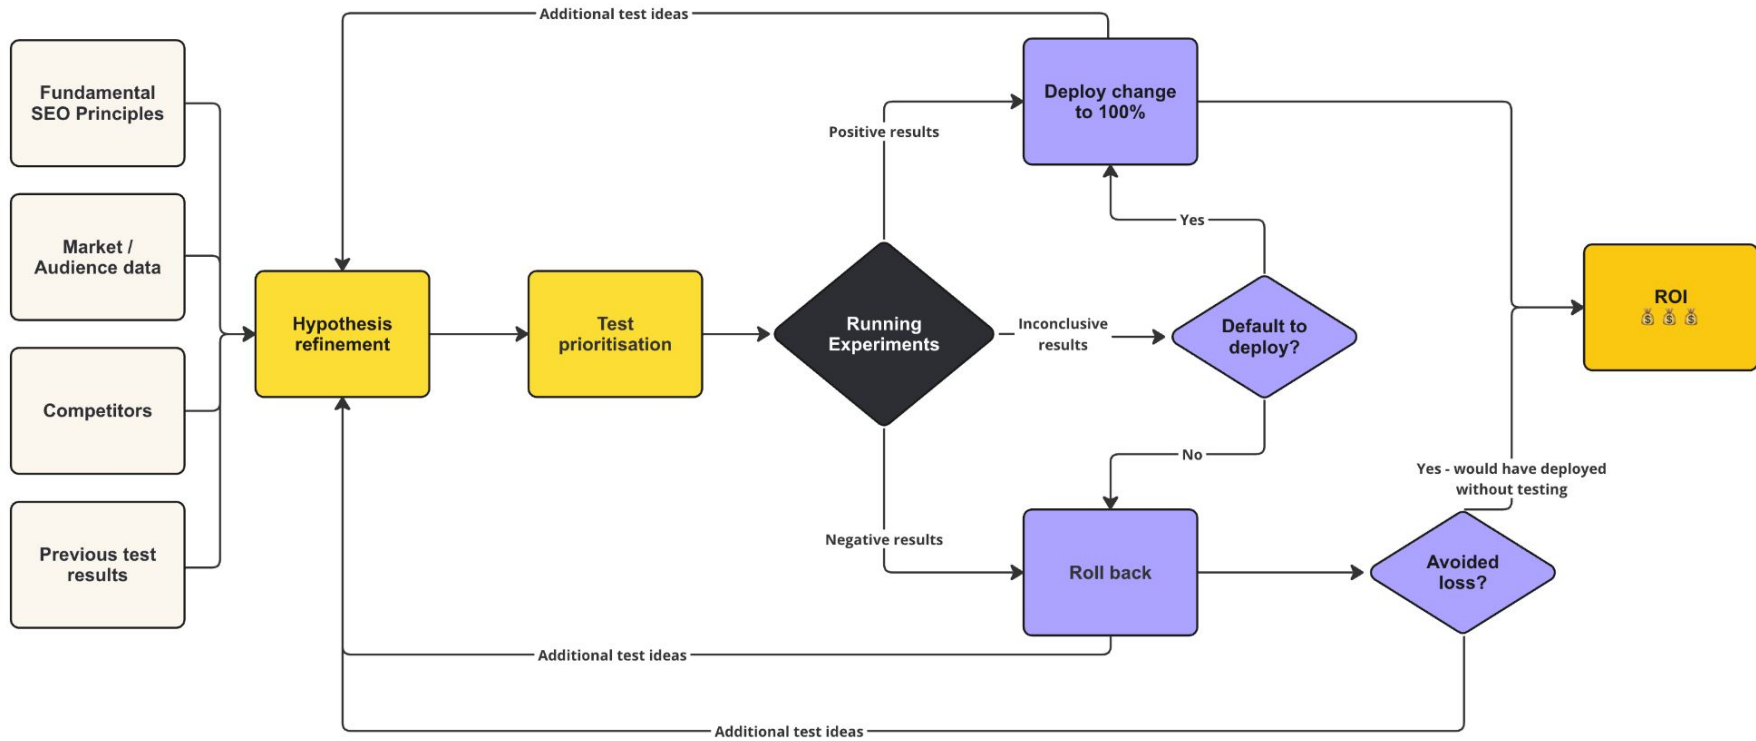 Additional test ideas
Fundamental
SEO Principles
Deploy change
to 100%
Positive results
Market /
Audience data
Yes
Hypothesis
refinement
Test
prioritisation
Running
Experiments
Inconclusive
results
Default to
deploy?
ROI
Competitors
No
Yes - would have deployed
without testing
Previous test
results
Negative results
Roll back
Avoided
loss?
Additional test ideas
Additional test ideas